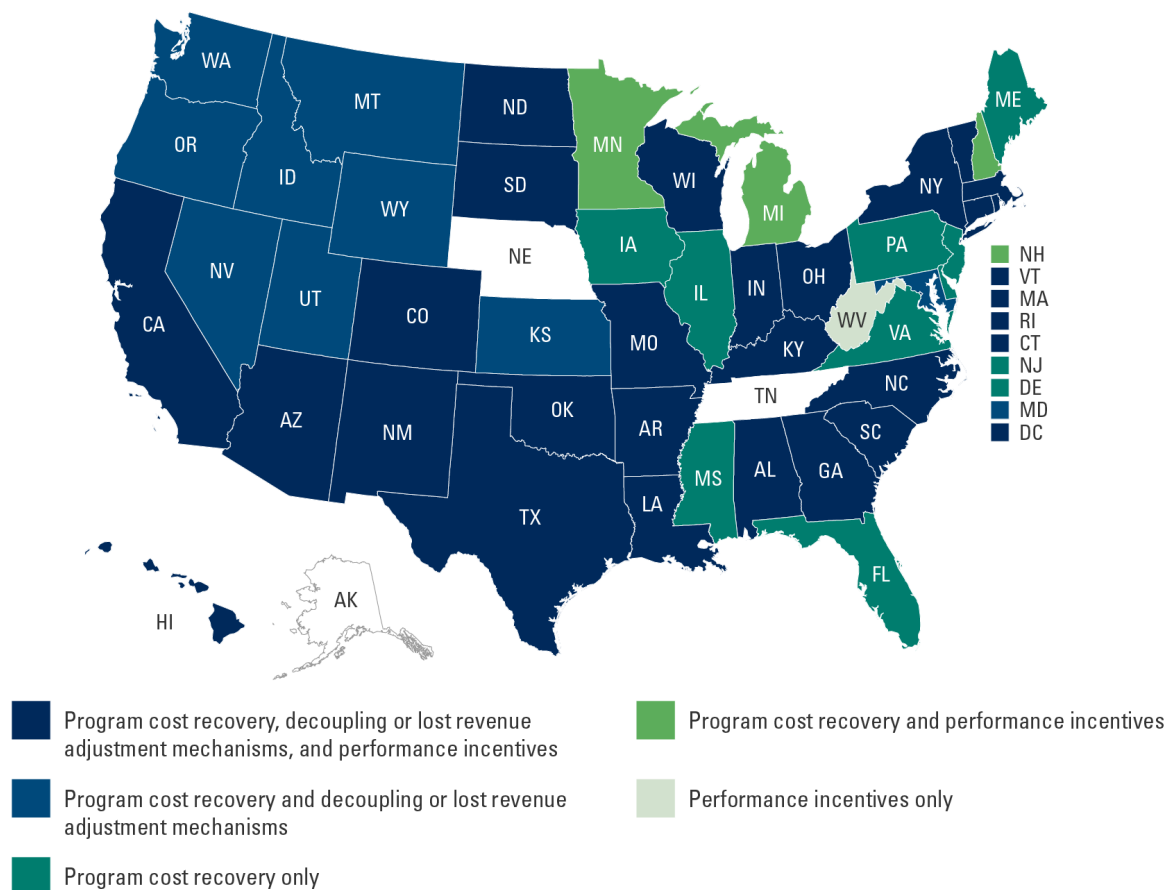 WA
MT
ND
MN
ME
OR
ID
SD
WI
NY
WY
MI
NE
IA
PA
NV
UT
IL
IN
OH
NH
VT
MA
RI
CT
NJ
DE
MD
DC
CA
CO
KS
MO
WV
VA
KY
NC
TN
AZ
NM
OK
AR
SC
MS
AL
GA
TX
LA
FL
HI
AK
Program cost recovery, decoupling or lost revenue
adjustment mechanisms, and performance incentives
Program cost recovery and decoupling or lost revenue
adjustment mechanisms
Program cost recovery only
Program cost recovery and performance incentives
Performance incentives only